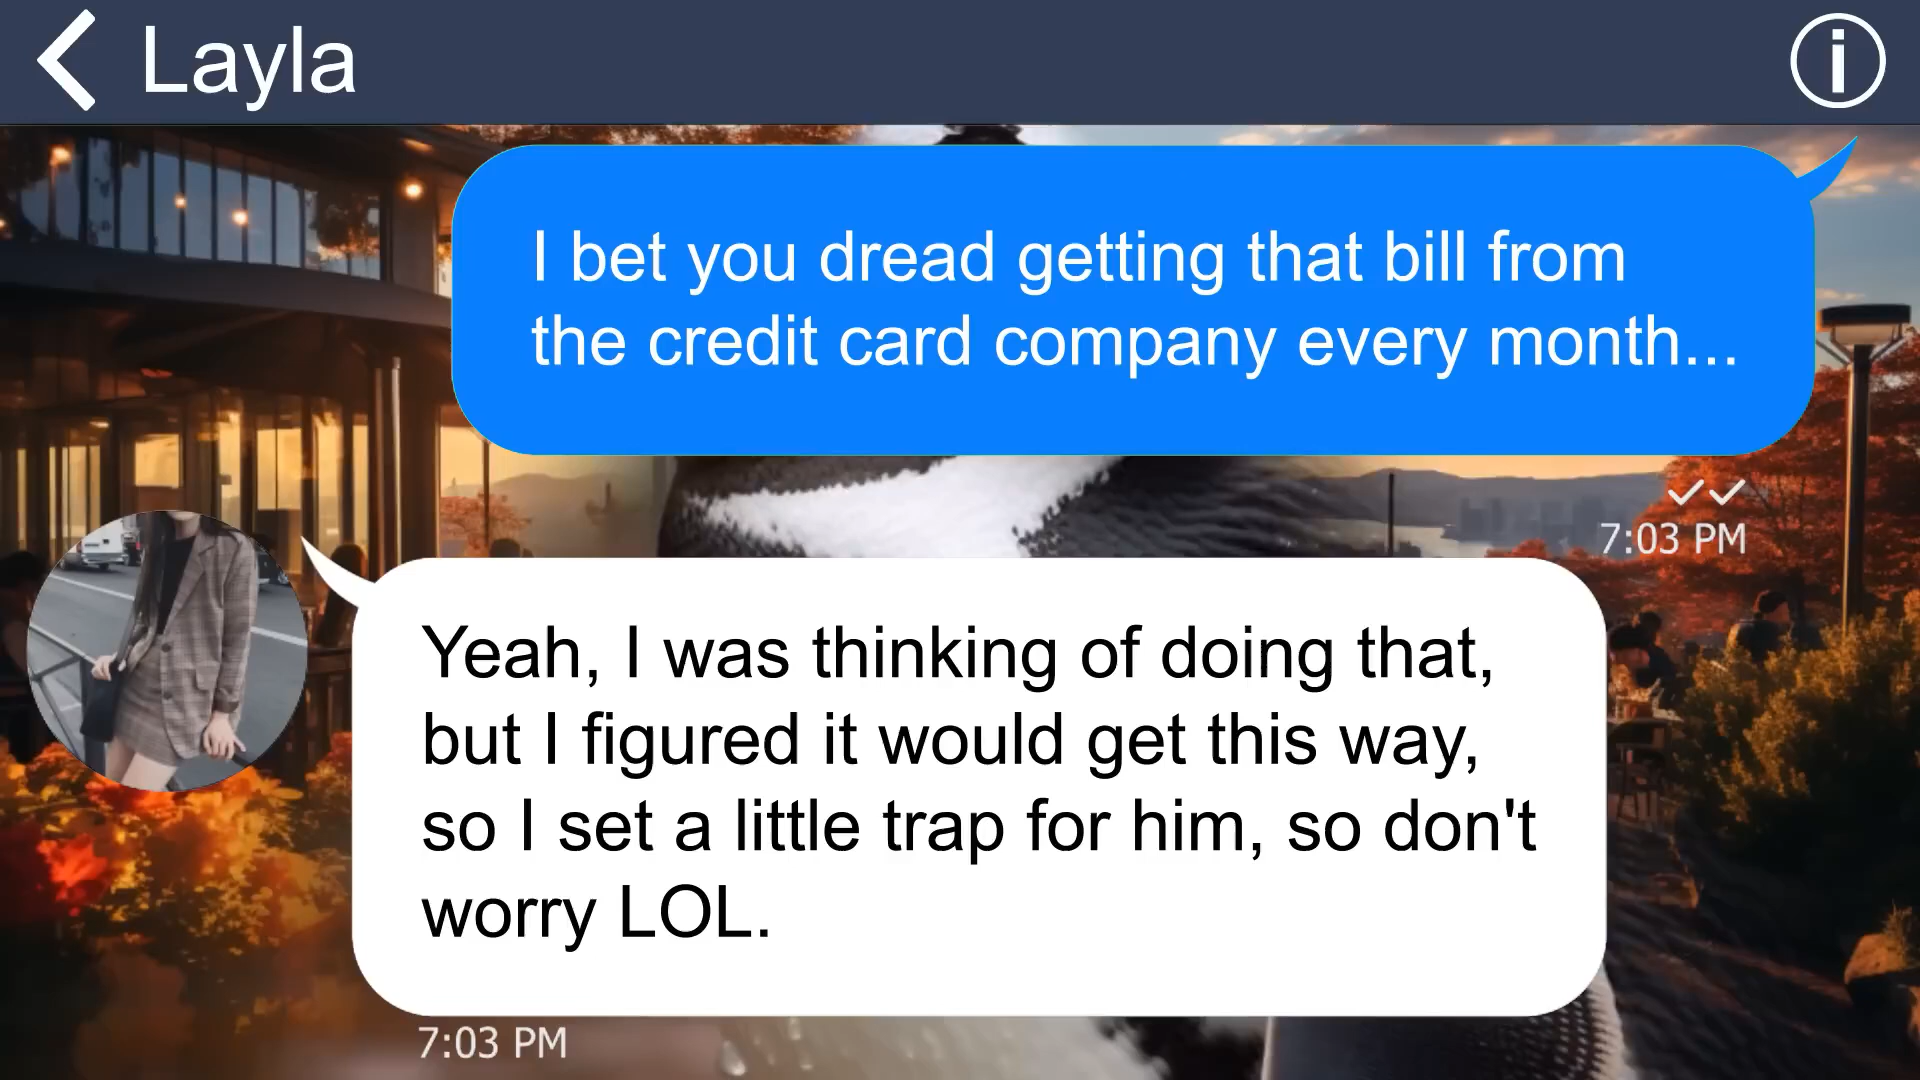 Layla
I bet you dread getting that bill from
the credit card company every month...
7:03 PM
Yeah, I was thinking of doing that,
but I figured it would get this way,
so I set a little trap for him, so don't
worry LOL.
7:03 PM